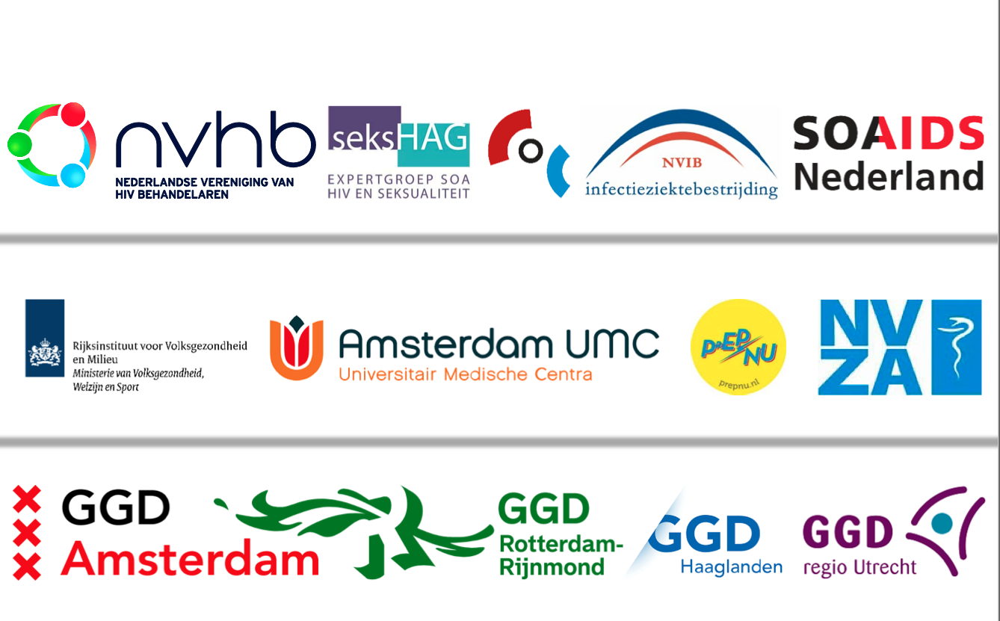 nvhb
NEDERLANDSE VERENIGING VAN
HIV BEHANDELAREN
seksHAG
EXPERTGROEP SOA
HIV EN SEKSUALITEIT
NVIB
infectieziektebestrijding
SOAAIDS
Nederland
Rijksinstituut voor Volksgezondheid
en Milieu
Ministerie van Volksgezondheid,
Welzijn en Sport
Amsterdam UMC
Universitair Medische Centra
PrEP
NU
prepnu.nl
NV
ZA
GGD
Amsterdam
GGD
Rotterdam-
Rijnmond
GGD
Haaglanden
GGD
regio Utrecht